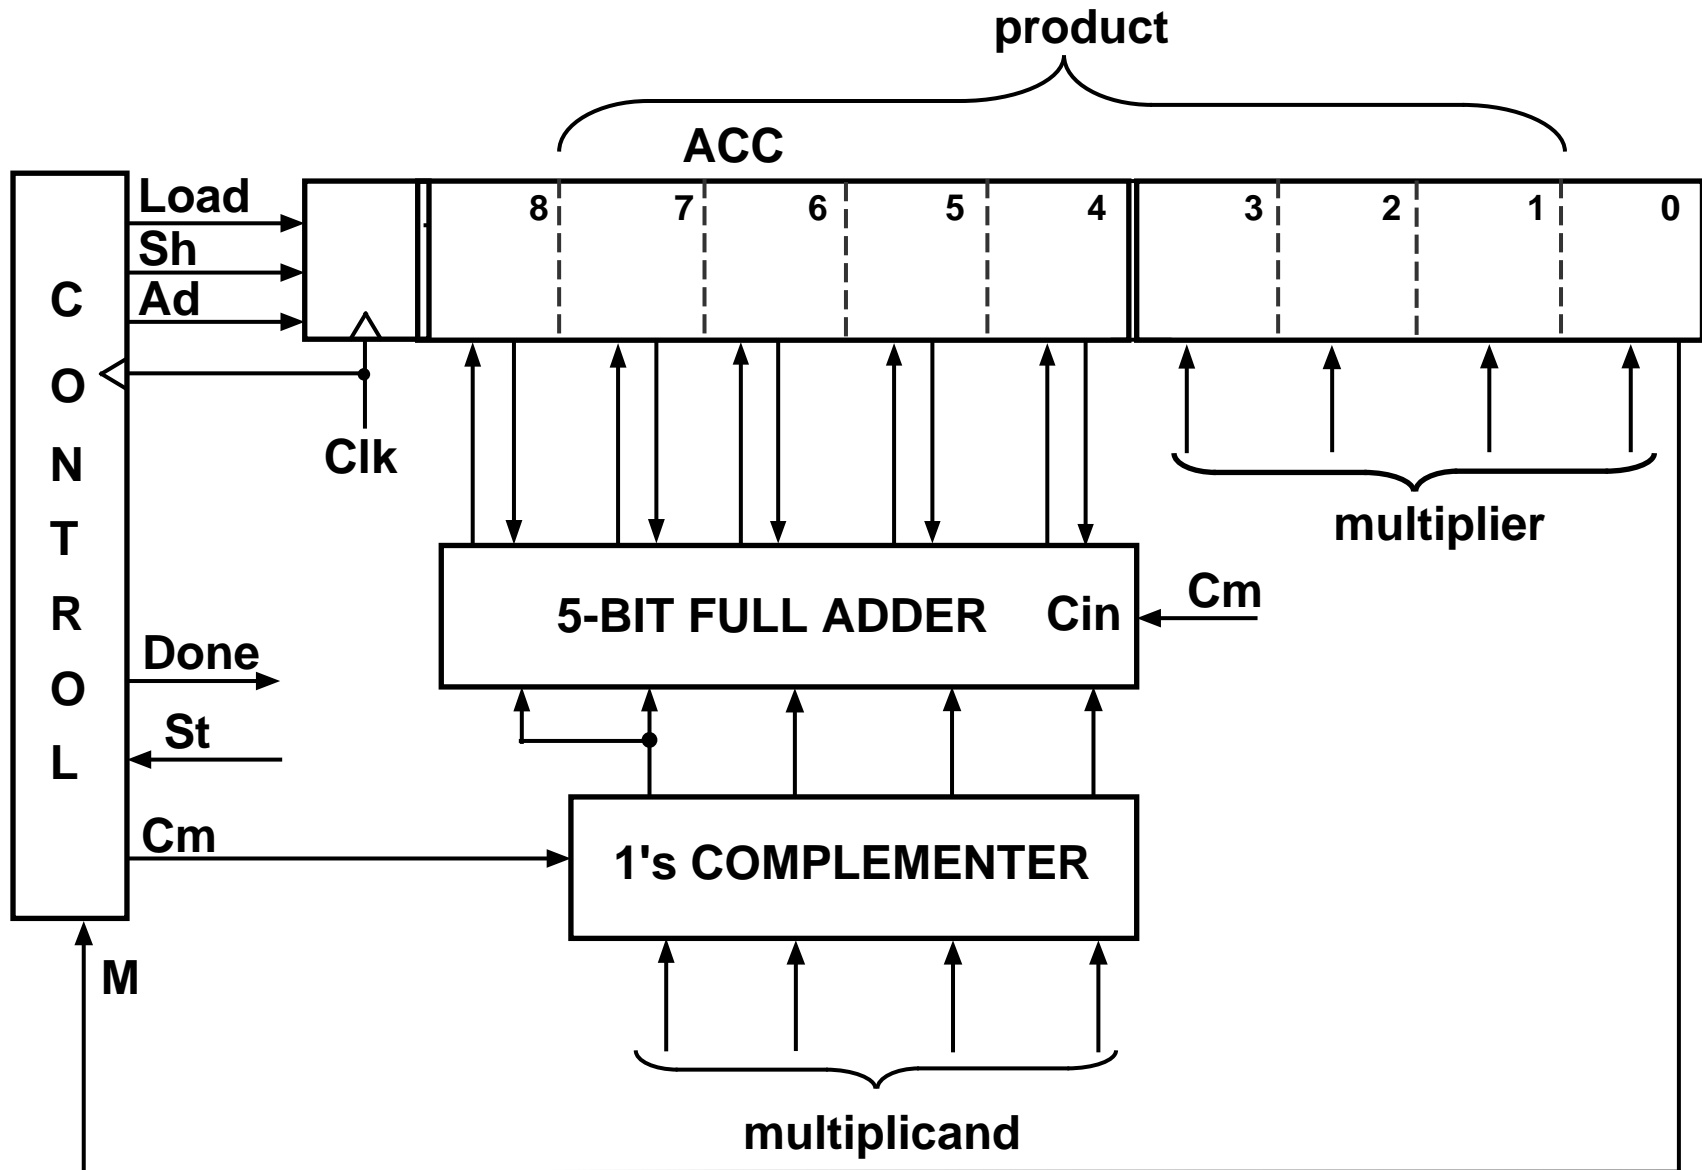 product
ACC
Load
Sh
Ad
8 7 6 5 4 3 2 1 0
CONTROL
Clk
multiplier
5-BIT FULL ADDER Cin
Cm
Done
St
Cm
1's COMPLEMENTER
M
multiplicand